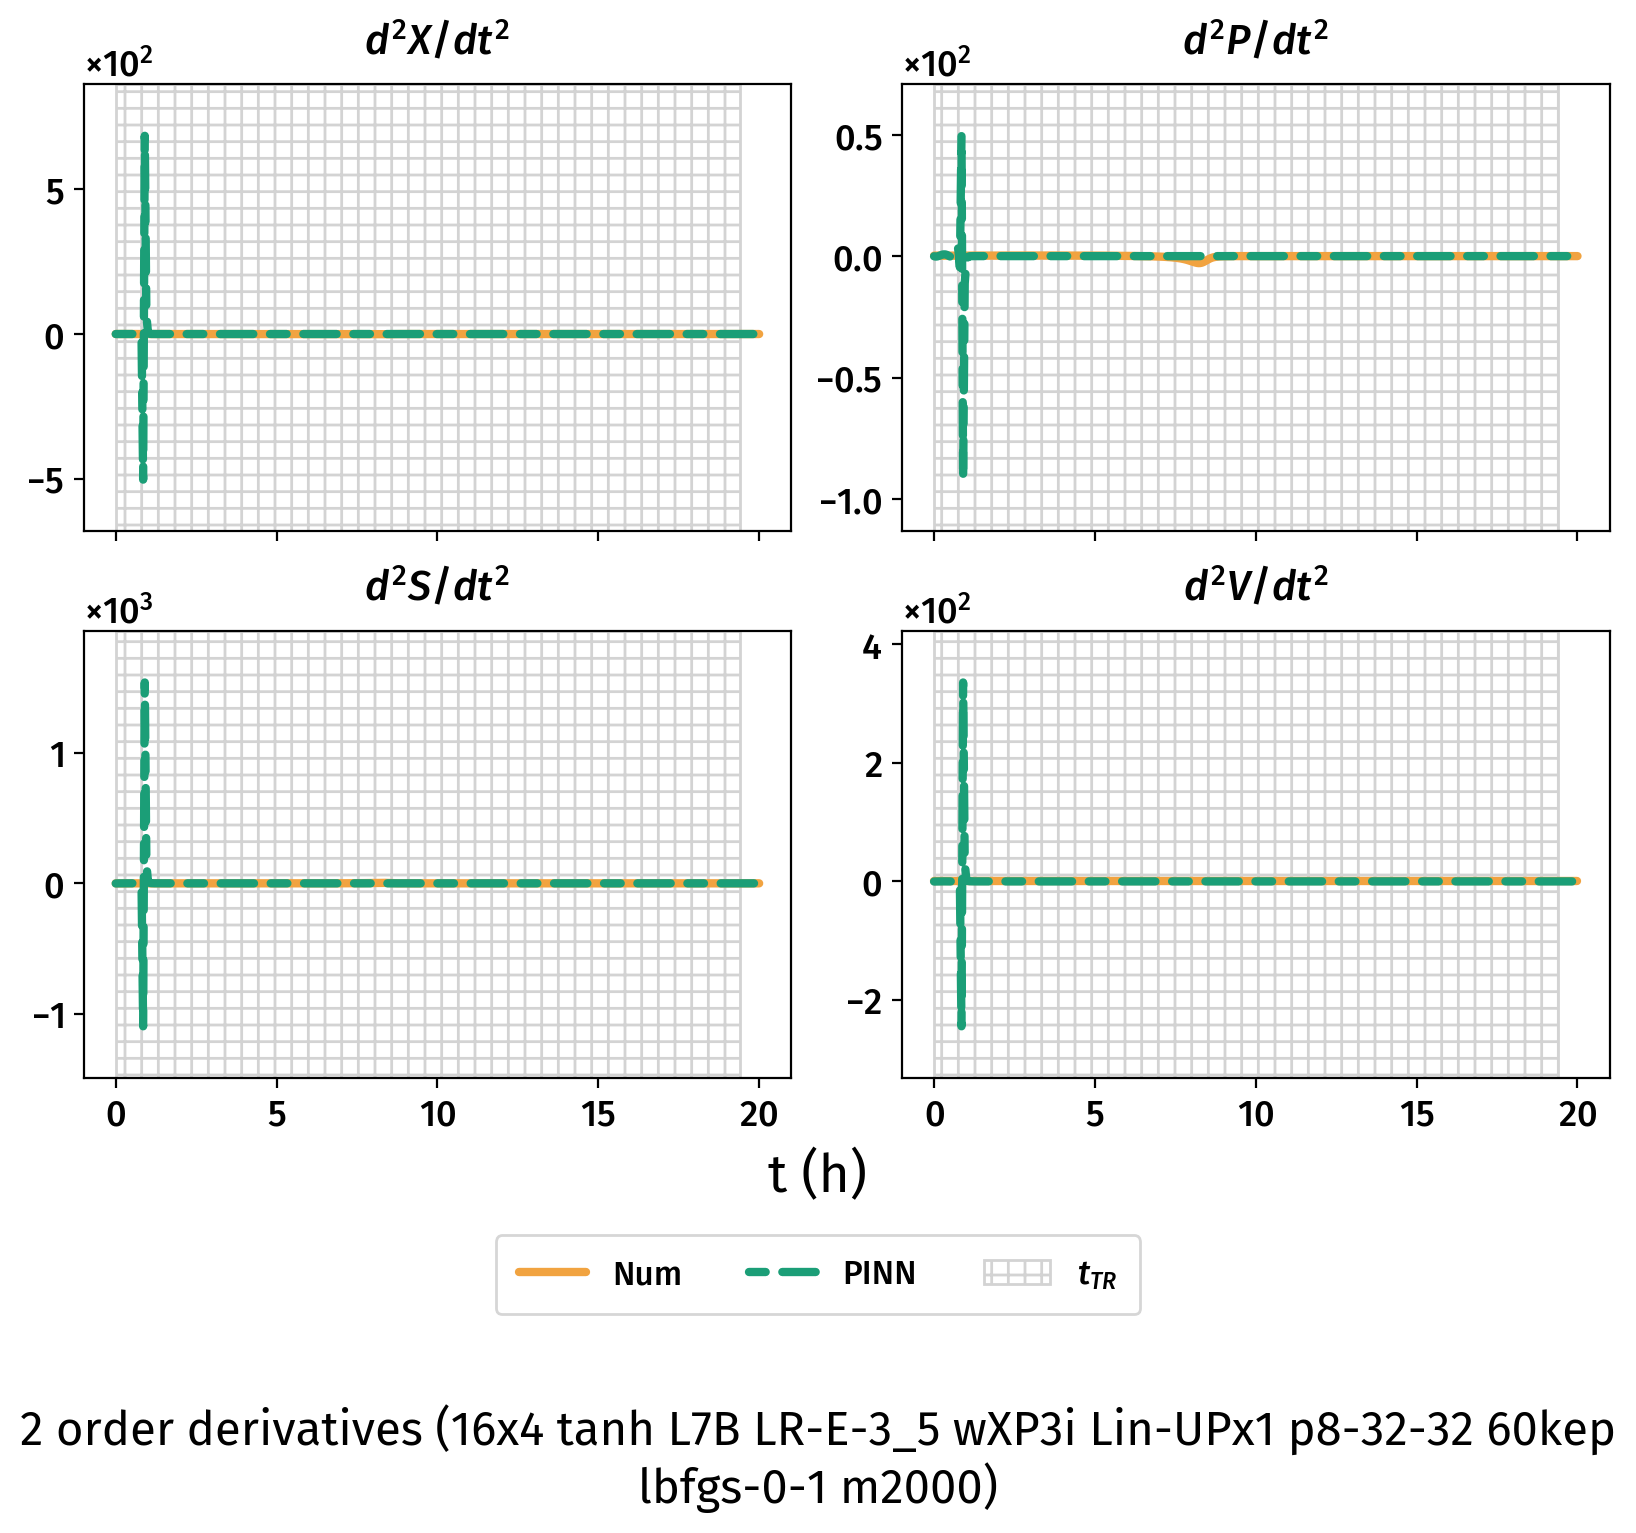 d²X/dt²
×10²
5
0
−5
d²P/dt²
×10²
0.5
0.0
−0.5
−1.0
d²S/dt²
×10³
1
0
−1
0 5 10 15 20
d²V/dt²
×10²
4
2
0
−2
0 5 10 15 20
t (h)
Num PINN t_TR
2 order derivatives (16x4 tanh L7B LR-E-3_5 wXP3i Lin-UPx1 p8-32-32 60kep
lbfgs-0-1 m2000)